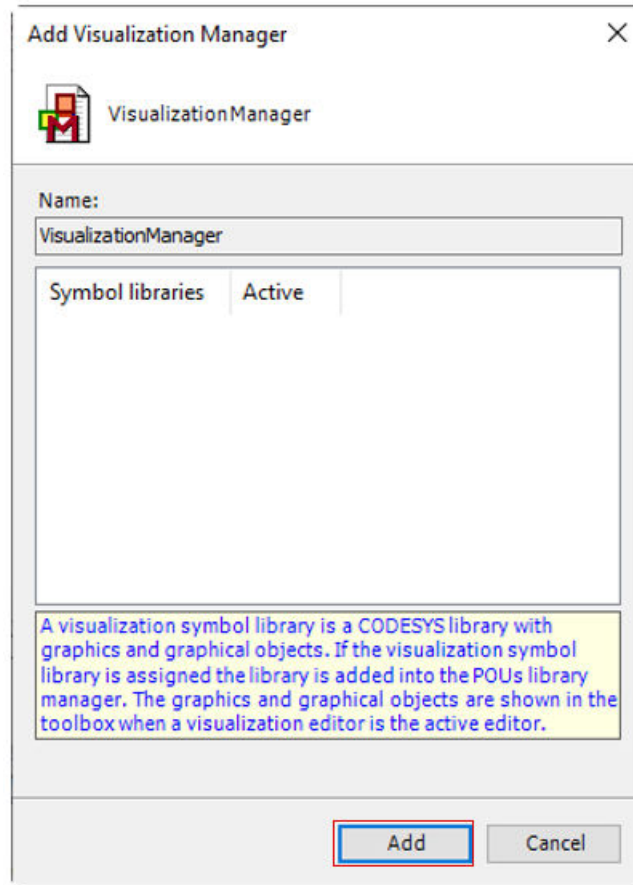 Add Visualization Manager
VisualizationManager
Name:
VisualizationManager
Symbol libraries Active
A visualization symbol library is a CODESYS library with
graphics and graphical objects. If the visualization symbol
library is assigned the library is added into the POUs library
manager. The graphics and graphical objects are shown in the
toolbox when a visualization editor is the active editor.
Add Cancel